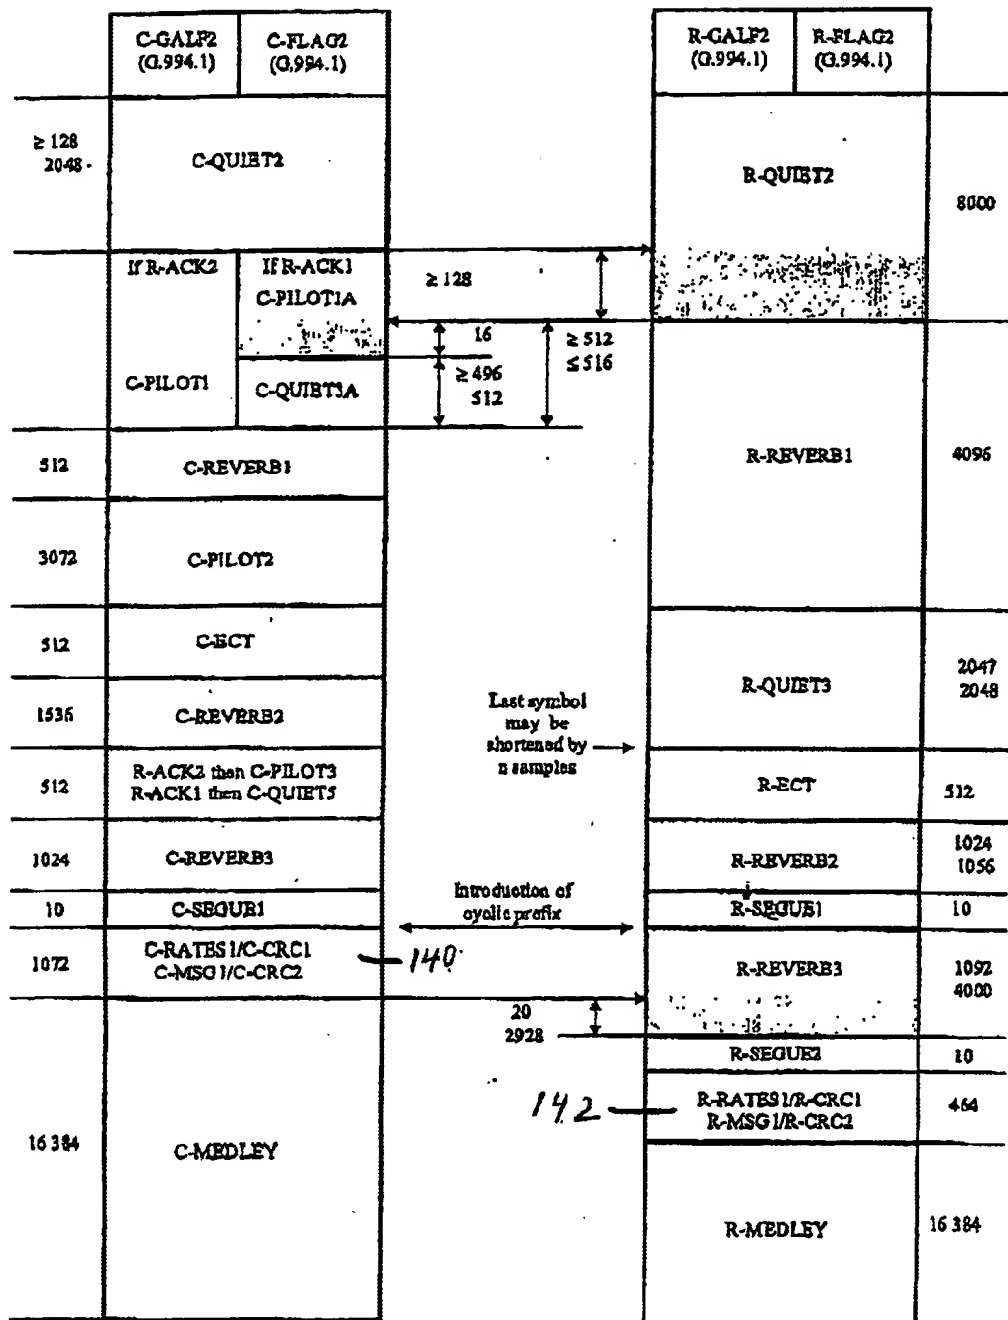 C-GALF2
(G.994.1)
C-FLAG2
(G.994.1)
R-GALF2
(G.994.1)
R-FLAG2
(G.994.1)
≥ 128
2048
C-QUIET2
R-QUIET2
8000
If R-ACK2
If R-ACK1
C-PILOT1A
≥ 128
16
≥ 512
≤ 516
C-PILOT1
C-QUIET3A
≥ 496
512
512
C-REVERB1
R-REVERB1
4096
3072
C-PILOT2
512
C-ECT
R-QUIET3
2047
2048
1536
C-REVERB2
Last symbol
may be
shortened by
n samples
512
R-ACK2 then C-PILOT3
R-ACK1 then C-QUIET5
R-ECT
512
1024
C-REVERB3
R-REVERB2
1024
1056
10
C-SEGUE1
Introduction of
cyclic prefix
R-SEGUE1
10
1072
C-RATES1/C-CRC1
C-MSG1/C-CRC2
140
R-REVERB3
1092
4000
20
2928
R-SEGUE2
10
142
R-RATES1/R-CRC1
R-MSG1/R-CRC2
464
16 384
C-MEDLEY
R-MEDLEY
16 384